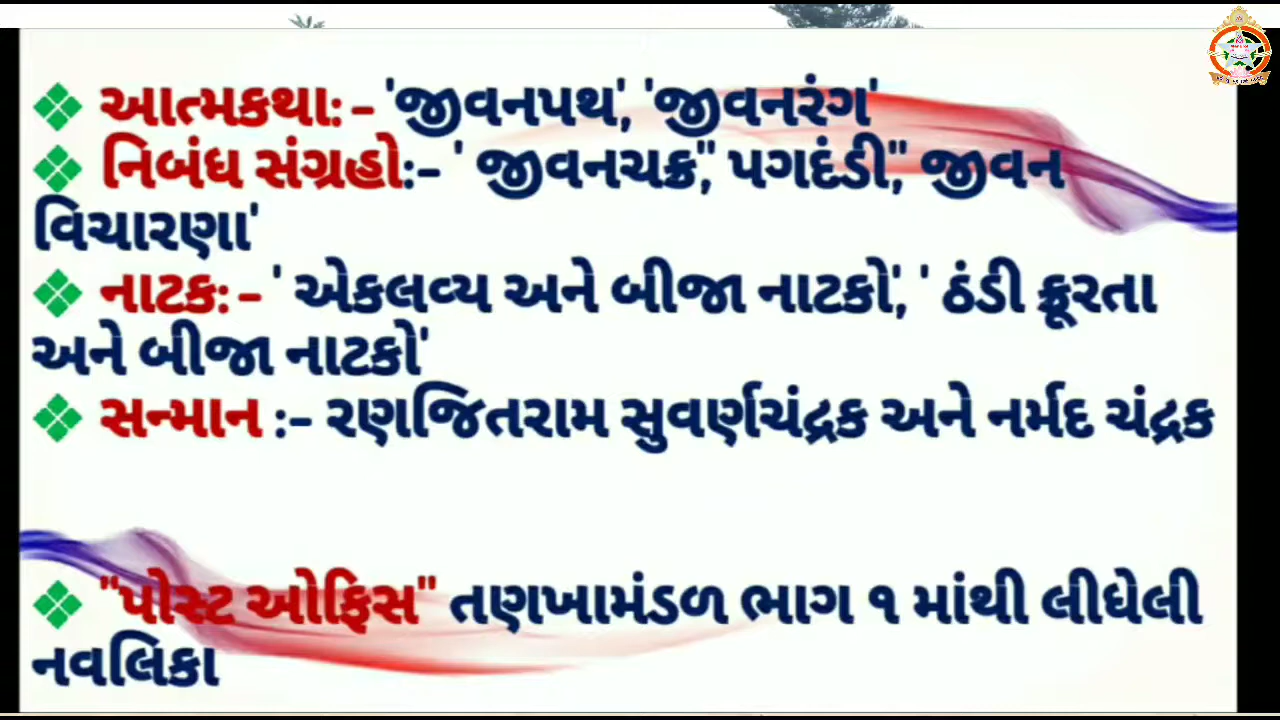 ❖ આત્મકથા: - 'જીવનપથ', 'જીવનરંગ'
❖ નિબંધ સંગ્રહો:- ' જીવનચક્ર'' પગદંડી'' જીવન
વિચારણા'
❖ નાટક: - ' એકલવ્ય અને બીજા નાટકો', ' ઠંડી ક્રૂરતા
અને બીજા નાટકો'
❖ સન્માન :- રણજિતરામ સુવર્ણચંદ્રક અને નર્મદ ચંદ્રક
❖ "પોસ્ટ ઓફિસ" તણખામંડળ ભાગ ૧ માંથી લીધેલી
નવલિકા